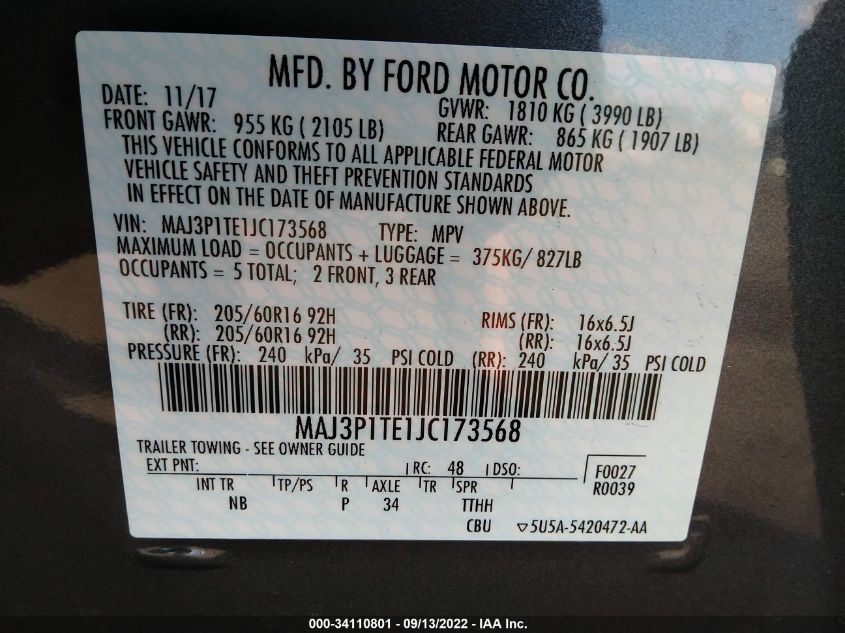 MFD. BY FORD MOTOR CO.
DATE: 11/17 GVWR: 1810 KG ( 3990 LB)
FRONT GAWR: 955 KG ( 2105 LB) REAR GAWR: 865 KG ( 1907 LB)
THIS VEHICLE CONFORMS TO ALL APPLICABLE FEDERAL MOTOR
VEHICLE SAFETY AND THEFT PREVENTION STANDARDS
IN EFFECT ON THE DATE OF MANUFACTURE SHOWN ABOVE.
VIN: MAJ3P1TE1JC173568 TYPE: MPV
MAXIMUM LOAD = OCCUPANTS + LUGGAGE = 375KG/ 827LB
OCCUPANTS = 5 TOTAL; 2 FRONT, 3 REAR
TIRE (FR): 205/60R16 92H RIMS (FR): 16x6.5J
(RR): 205/60R16 92H (RR): 16x6.5J
PRESSURE (FR): 240 kPa/ 35 PSI COLD (RR): 240 kPa/ 35 PSI COLD
MAJ3P1TE1JC173568
TRAILER TOWING - SEE OWNER GUIDE
EXT PNT: RC: 48 DSO: F0027
R0039
INT TR TP/PS R AXLE TR SPR
NB P 34 TTHH
CBU ▽5U5A-5420472-AA
000-34110801 - 09/13/2022 - IAA Inc.